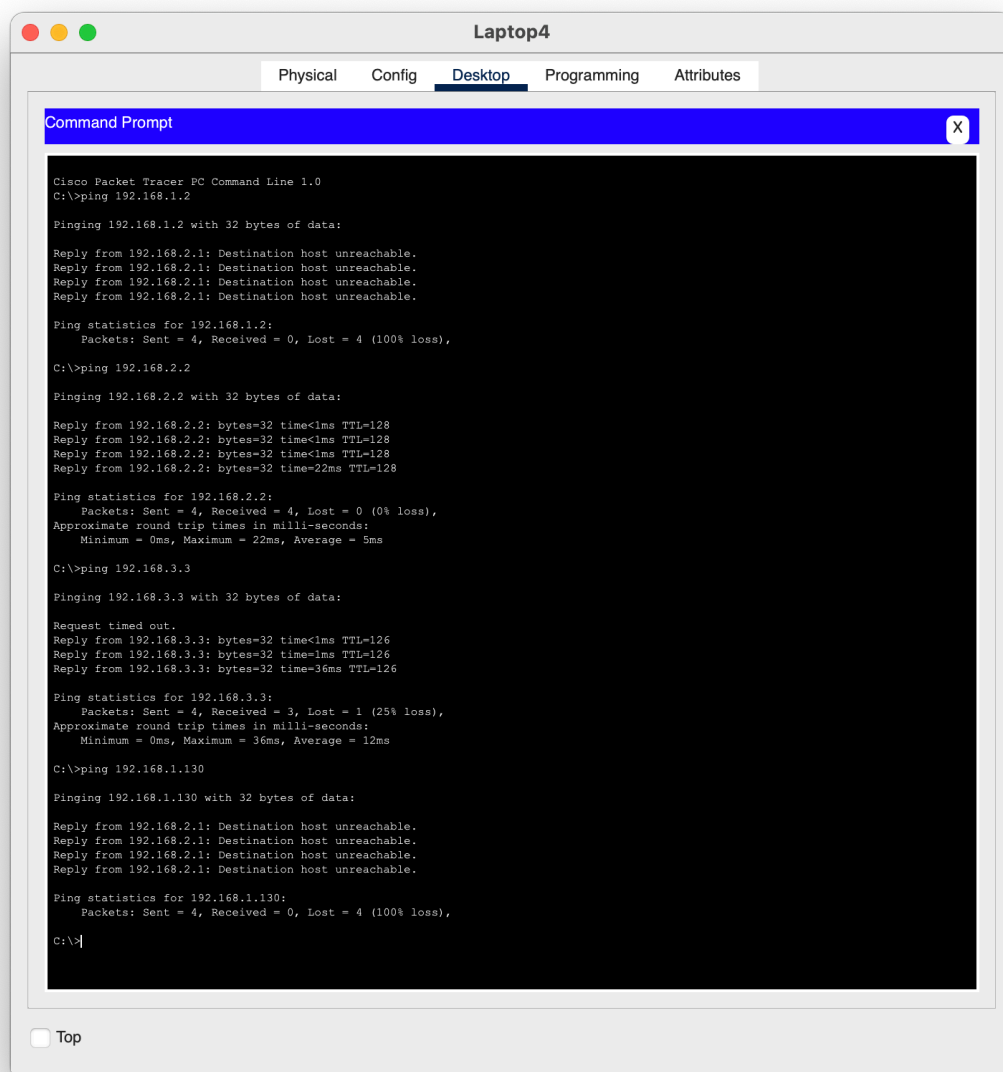 Laptop4
Physical Config Desktop Programming Attributes
Command Prompt
X
Cisco Packet Tracer PC Command Line 1.0
C:\>ping 192.168.1.2
Pinging 192.168.1.2 with 32 bytes of data:
Reply from 192.168.2.1: Destination host unreachable.
Reply from 192.168.2.1: Destination host unreachable.
Reply from 192.168.2.1: Destination host unreachable.
Reply from 192.168.2.1: Destination host unreachable.
Ping statistics for 192.168.1.2:
    Packets: Sent = 4, Received = 0, Lost = 4 (100% loss),
C:\>ping 192.168.2.2
Pinging 192.168.2.2 with 32 bytes of data:
Reply from 192.168.2.2: bytes=32 time<1ms TTL=128
Reply from 192.168.2.2: bytes=32 time<1ms TTL=128
Reply from 192.168.2.2: bytes=32 time<1ms TTL=128
Reply from 192.168.2.2: bytes=32 time=22ms TTL=128
Ping statistics for 192.168.2.2:
    Packets: Sent = 4, Received = 4, Lost = 0 (0% loss),
Approximate round trip times in milli-seconds:
    Minimum = 0ms, Maximum = 22ms, Average = 5ms
C:\>ping 192.168.3.3
Pinging 192.168.3.3 with 32 bytes of data:
Request timed out.
Reply from 192.168.3.3: bytes=32 time<1ms TTL=126
Reply from 192.168.3.3: bytes=32 time=1ms TTL=126
Reply from 192.168.3.3: bytes=32 time=36ms TTL=126
Ping statistics for 192.168.3.3:
    Packets: Sent = 4, Received = 3, Lost = 1 (25% loss),
Approximate round trip times in milli-seconds:
    Minimum = 0ms, Maximum = 36ms, Average = 12ms
C:\>ping 192.168.1.130
Pinging 192.168.1.130 with 32 bytes of data:
Reply from 192.168.2.1: Destination host unreachable.
Reply from 192.168.2.1: Destination host unreachable.
Reply from 192.168.2.1: Destination host unreachable.
Reply from 192.168.2.1: Destination host unreachable.
Ping statistics for 192.168.1.130:
    Packets: Sent = 4, Received = 0, Lost = 4 (100% loss),
C:\>
Top